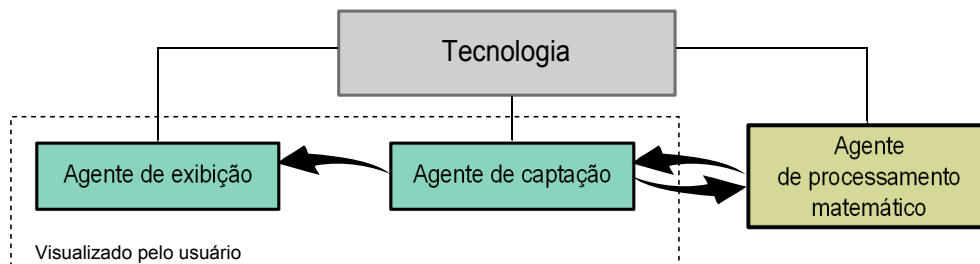 Tecnologia
Agente de exibição
Agente de captação
Agente
de processamento
matemático
Visualizado pelo usuário